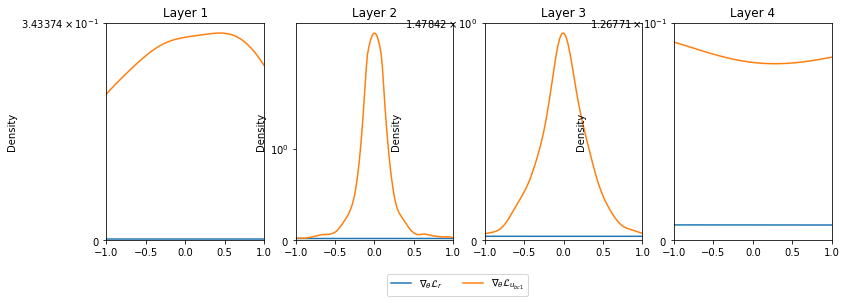 Layer 1
Layer 2
Layer 3
Layer 4
3.43374 × 10⁻¹
1.47842 × 10⁰
1.26771 × 10⁻¹
10⁰
Density
Density
Density
Density
0
0
0
0
−1.0 −0.5 0.0 0.5 1.0
−1.0 −0.5 0.0 0.5 1.0
−1.0 −0.5 0.0 0.5 1.0
−1.0 −0.5 0.0 0.5 1.0
∇θℒr
∇θℒu_bc1